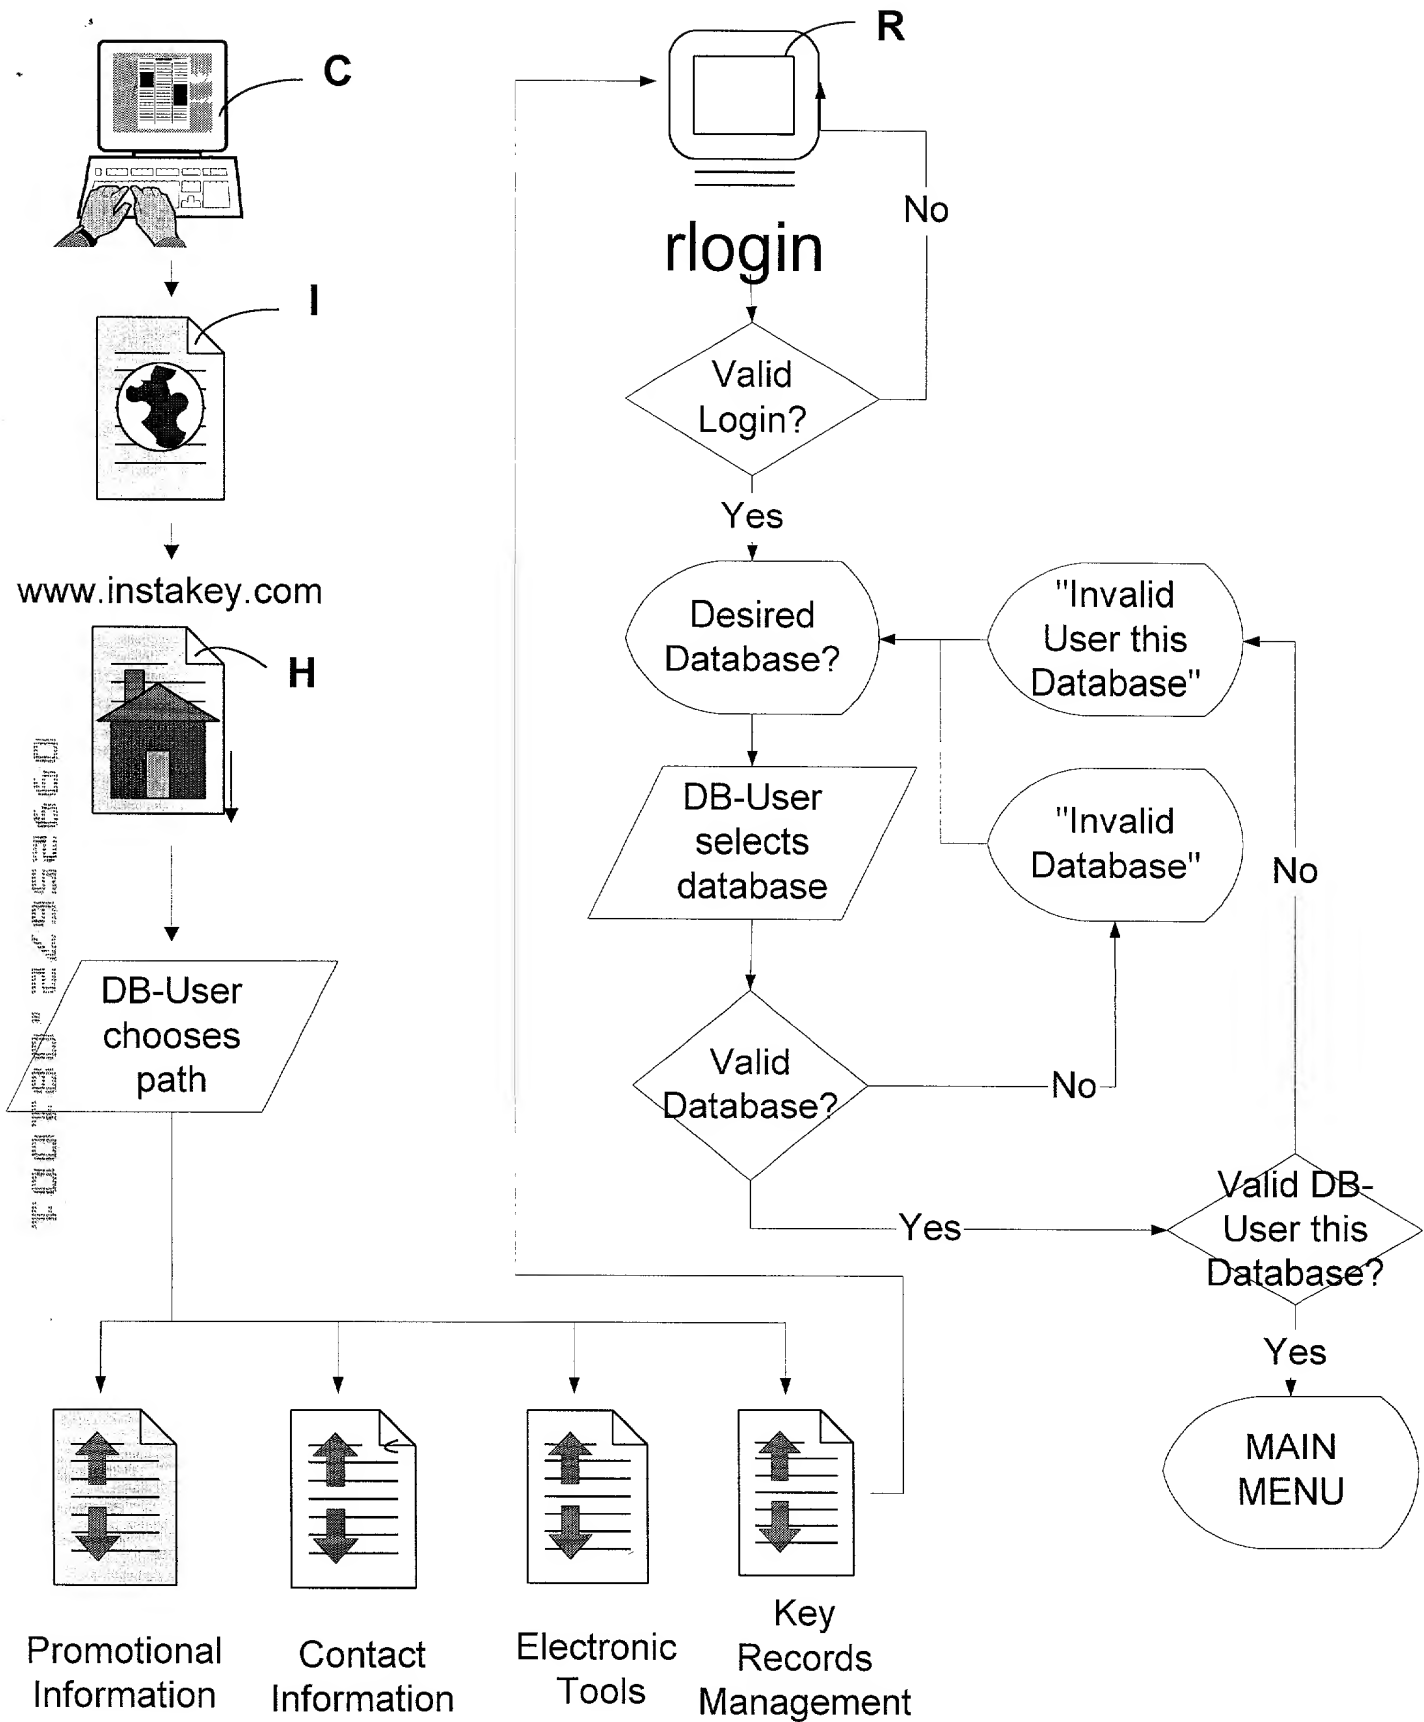 C
I
www.instakey.com
H
DB-User
chooses
path
Promotional
Information
Contact
Information
Electronic
Tools
Key
Records
Management
R
rlogin
No
Valid
Login?
Yes
Desired
Database?
"Invalid
User this
Database"
DB-User
selects
database
"Invalid
Database"
No
Valid
Database?
No
Yes
Valid DB-
User this
Database?
Yes
MAIN
MENU